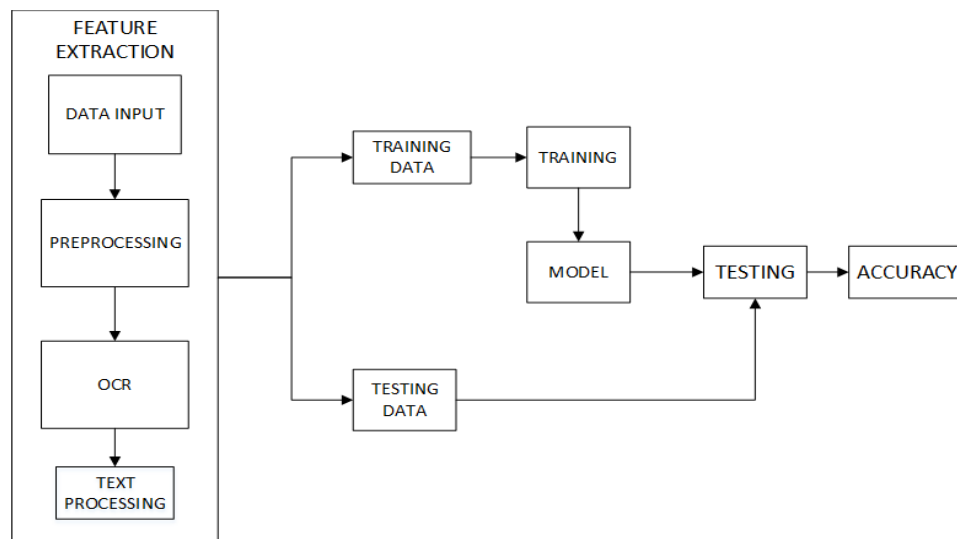 FEATURE
EXTRACTION
DATA INPUT
PREPROCESSING
OCR
TEXT
PROCESSING
TRAINING
DATA
TRAINING
MODEL
TESTING
ACCURACY
TESTING
DATA